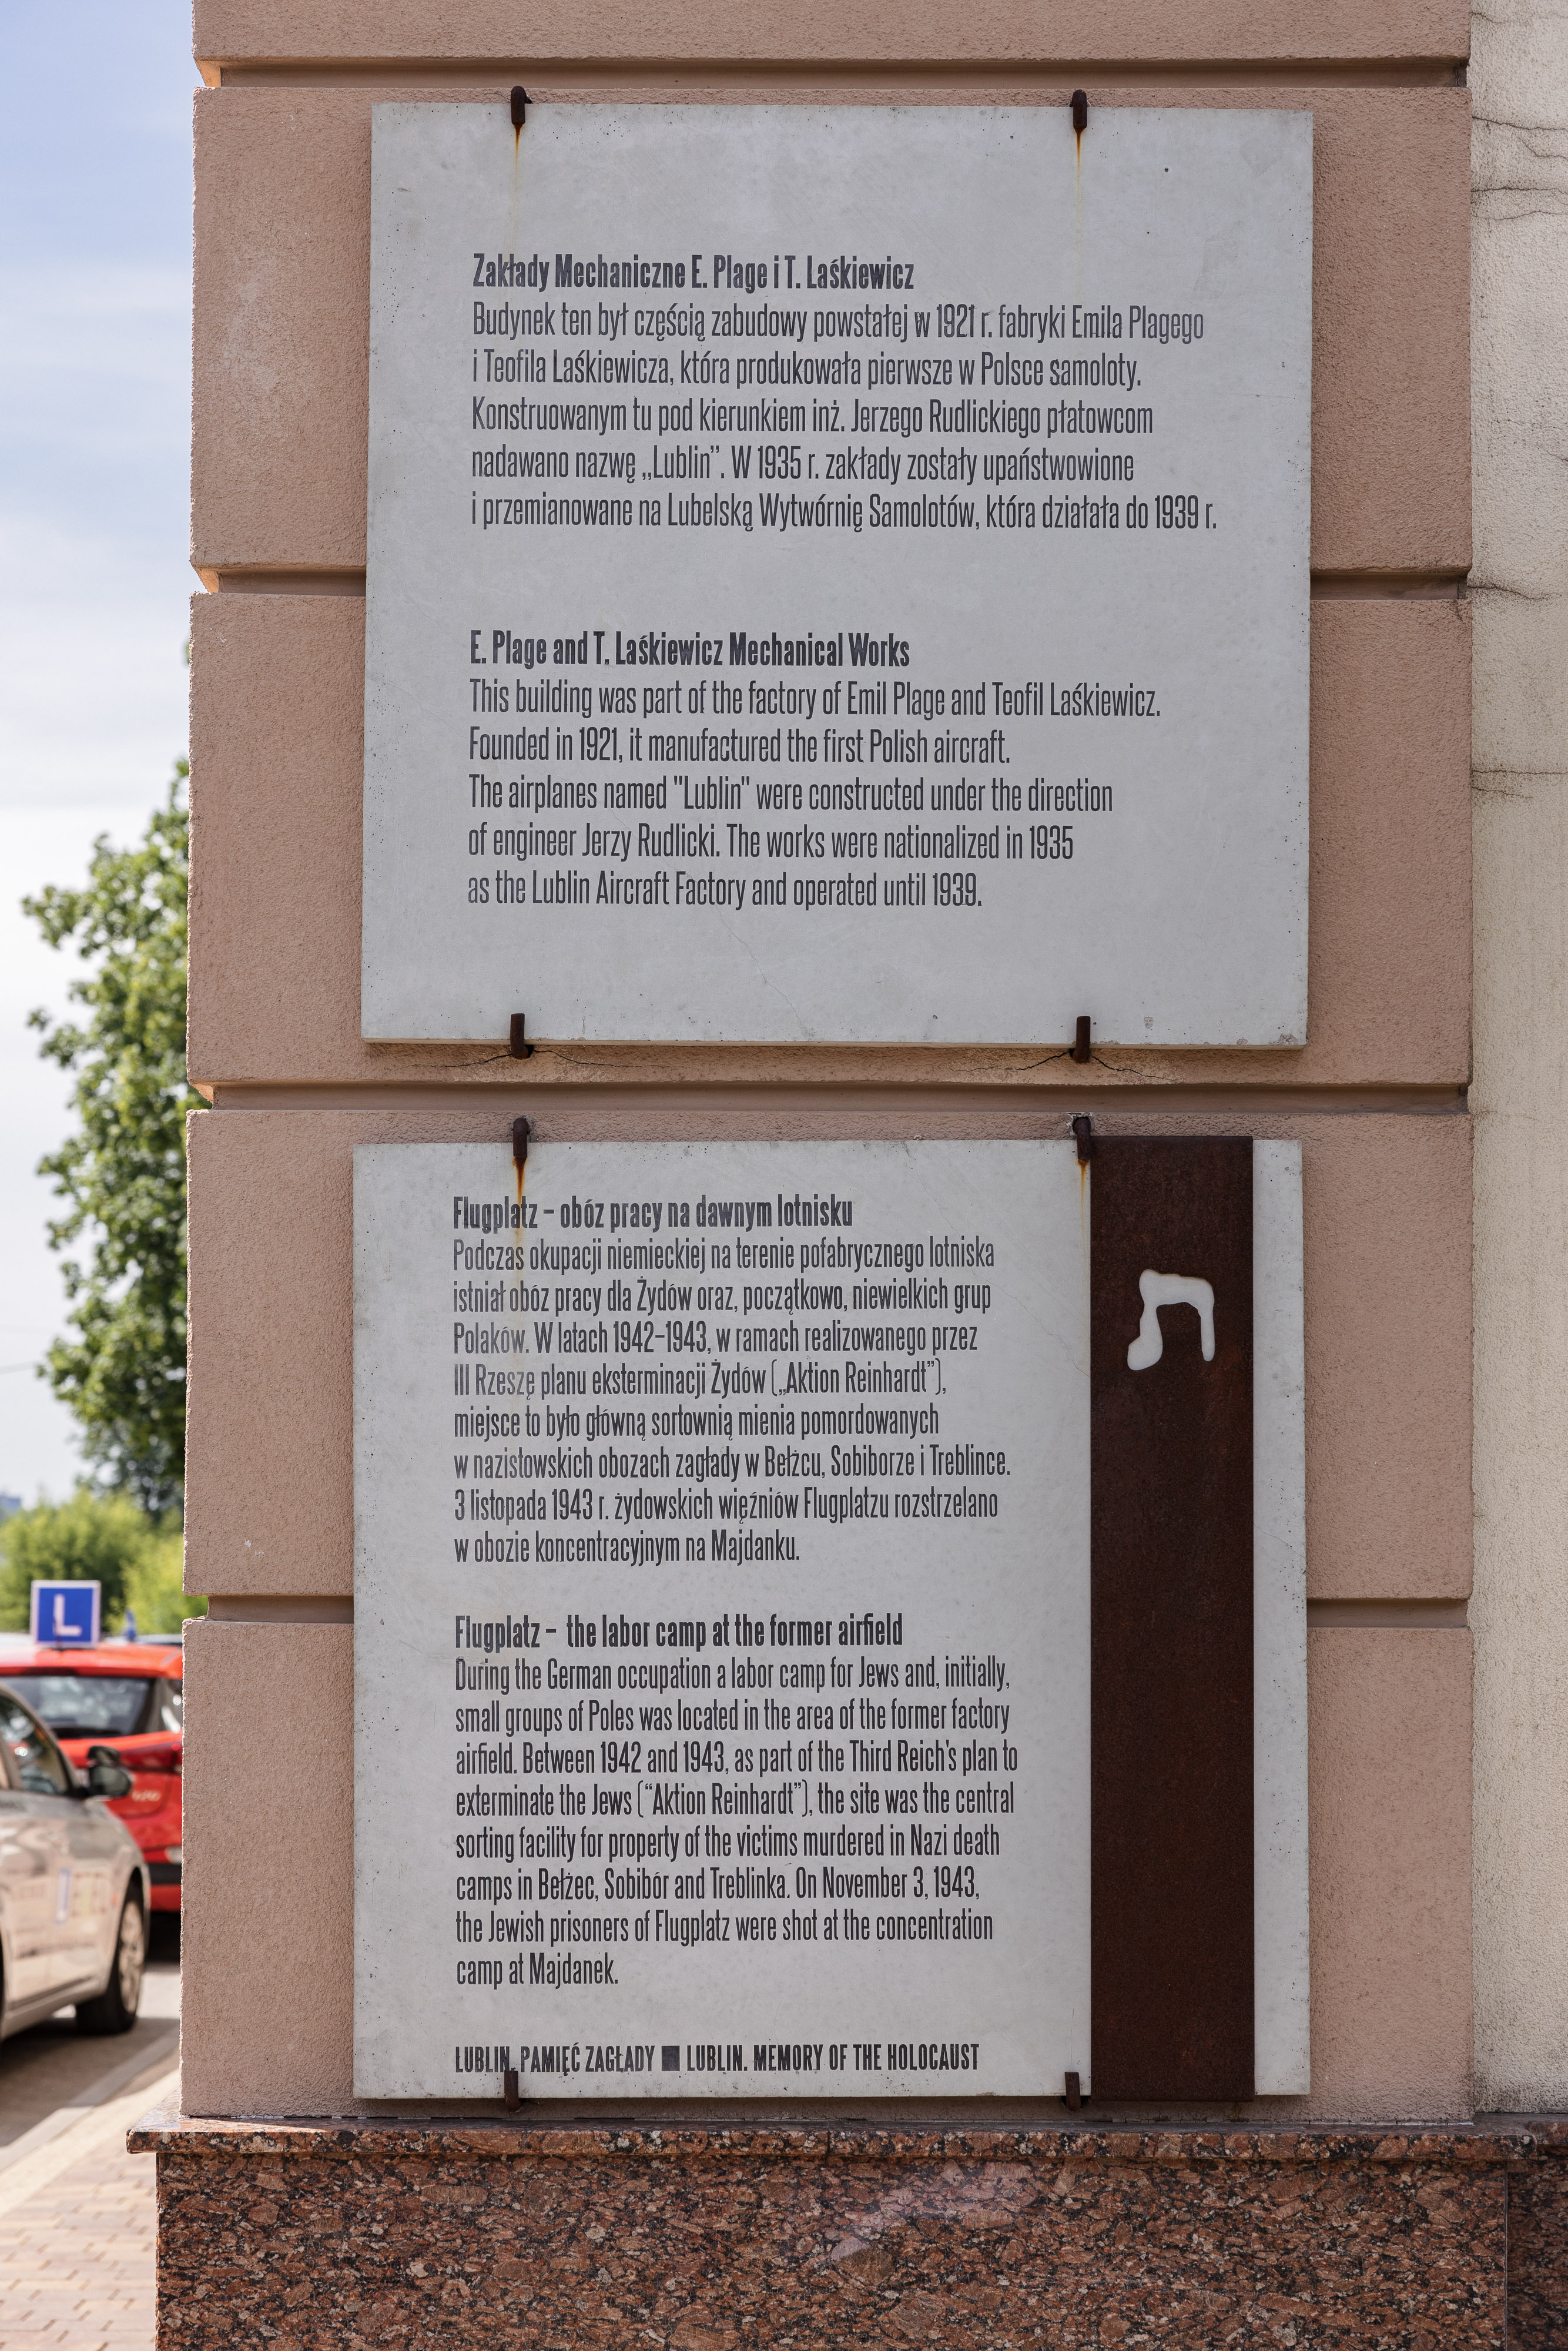 Zakłady Mechaniczne E. Plage i T. Laśkiewicz
Budynek ten był częścią zabudowy powstałej w 1921 r. fabryki Emila Plagego
i Teofila Laśkiewicza, która produkowała pierwsze w Polsce samoloty.
Konstruowanym tu pod kierunkiem inż. Jerzego Rudlickiego płatowcom
nadawano nazwę „Lublin”. W 1935 r. zakłady zostały upaństwowione
i przemianowane na Lubelską Wytwórnię Samolotów, która działała do 1939 r.
E. Plage and T. Laśkiewicz Mechanical Works
This building was part of the factory of Emil Plage and Teofil Laśkiewicz.
Founded in 1921, it manufactured the first Polish aircraft.
The airplanes named "Lublin" were constructed under the direction
of engineer Jerzy Rudlicki. The works were nationalized in 1935
as the Lublin Aircraft Factory and operated until 1939.
Flugplatz – obóz pracy na dawnym lotnisku
Podczas okupacji niemieckiej na terenie pofabrycznego lotniska
istniał obóz pracy dla Żydów oraz, początkowo, niewielkich grup
Polaków. W latach 1942–1943, w ramach realizowanego przez
III Rzeszę planu eksterminacji Żydów („Aktion Reinhardt”),
miejsce to było główną sortownią mienia pomordowanych
w nazistowskich obozach zagłady w Bełżcu, Sobiborze i Treblince.
3 listopada 1943 r. żydowskich więźniów Flugplatzu rozstrzelano
w obozie koncentracyjnym na Majdanku.
Flugplatz – the labor camp at the former airfield
During the German occupation a labor camp for Jews and, initially,
small groups of Poles was located in the area of the former factory
airfield. Between 1942 and 1943, as part of the Third Reich's plan to
exterminate the Jews (“Aktion Reinhardt”), the site was the central
sorting facility for property of the victims murdered in Nazi death
camps in Bełżec, Sobibór and Treblinka. On November 3, 1943,
the Jewish prisoners of Flugplatz were shot at the concentration
camp at Majdanek.
LUBLIN. PAMIĘĆ ZAGŁADY ■ LUBLIN. MEMORY OF THE HOLOCAUST
ת
L